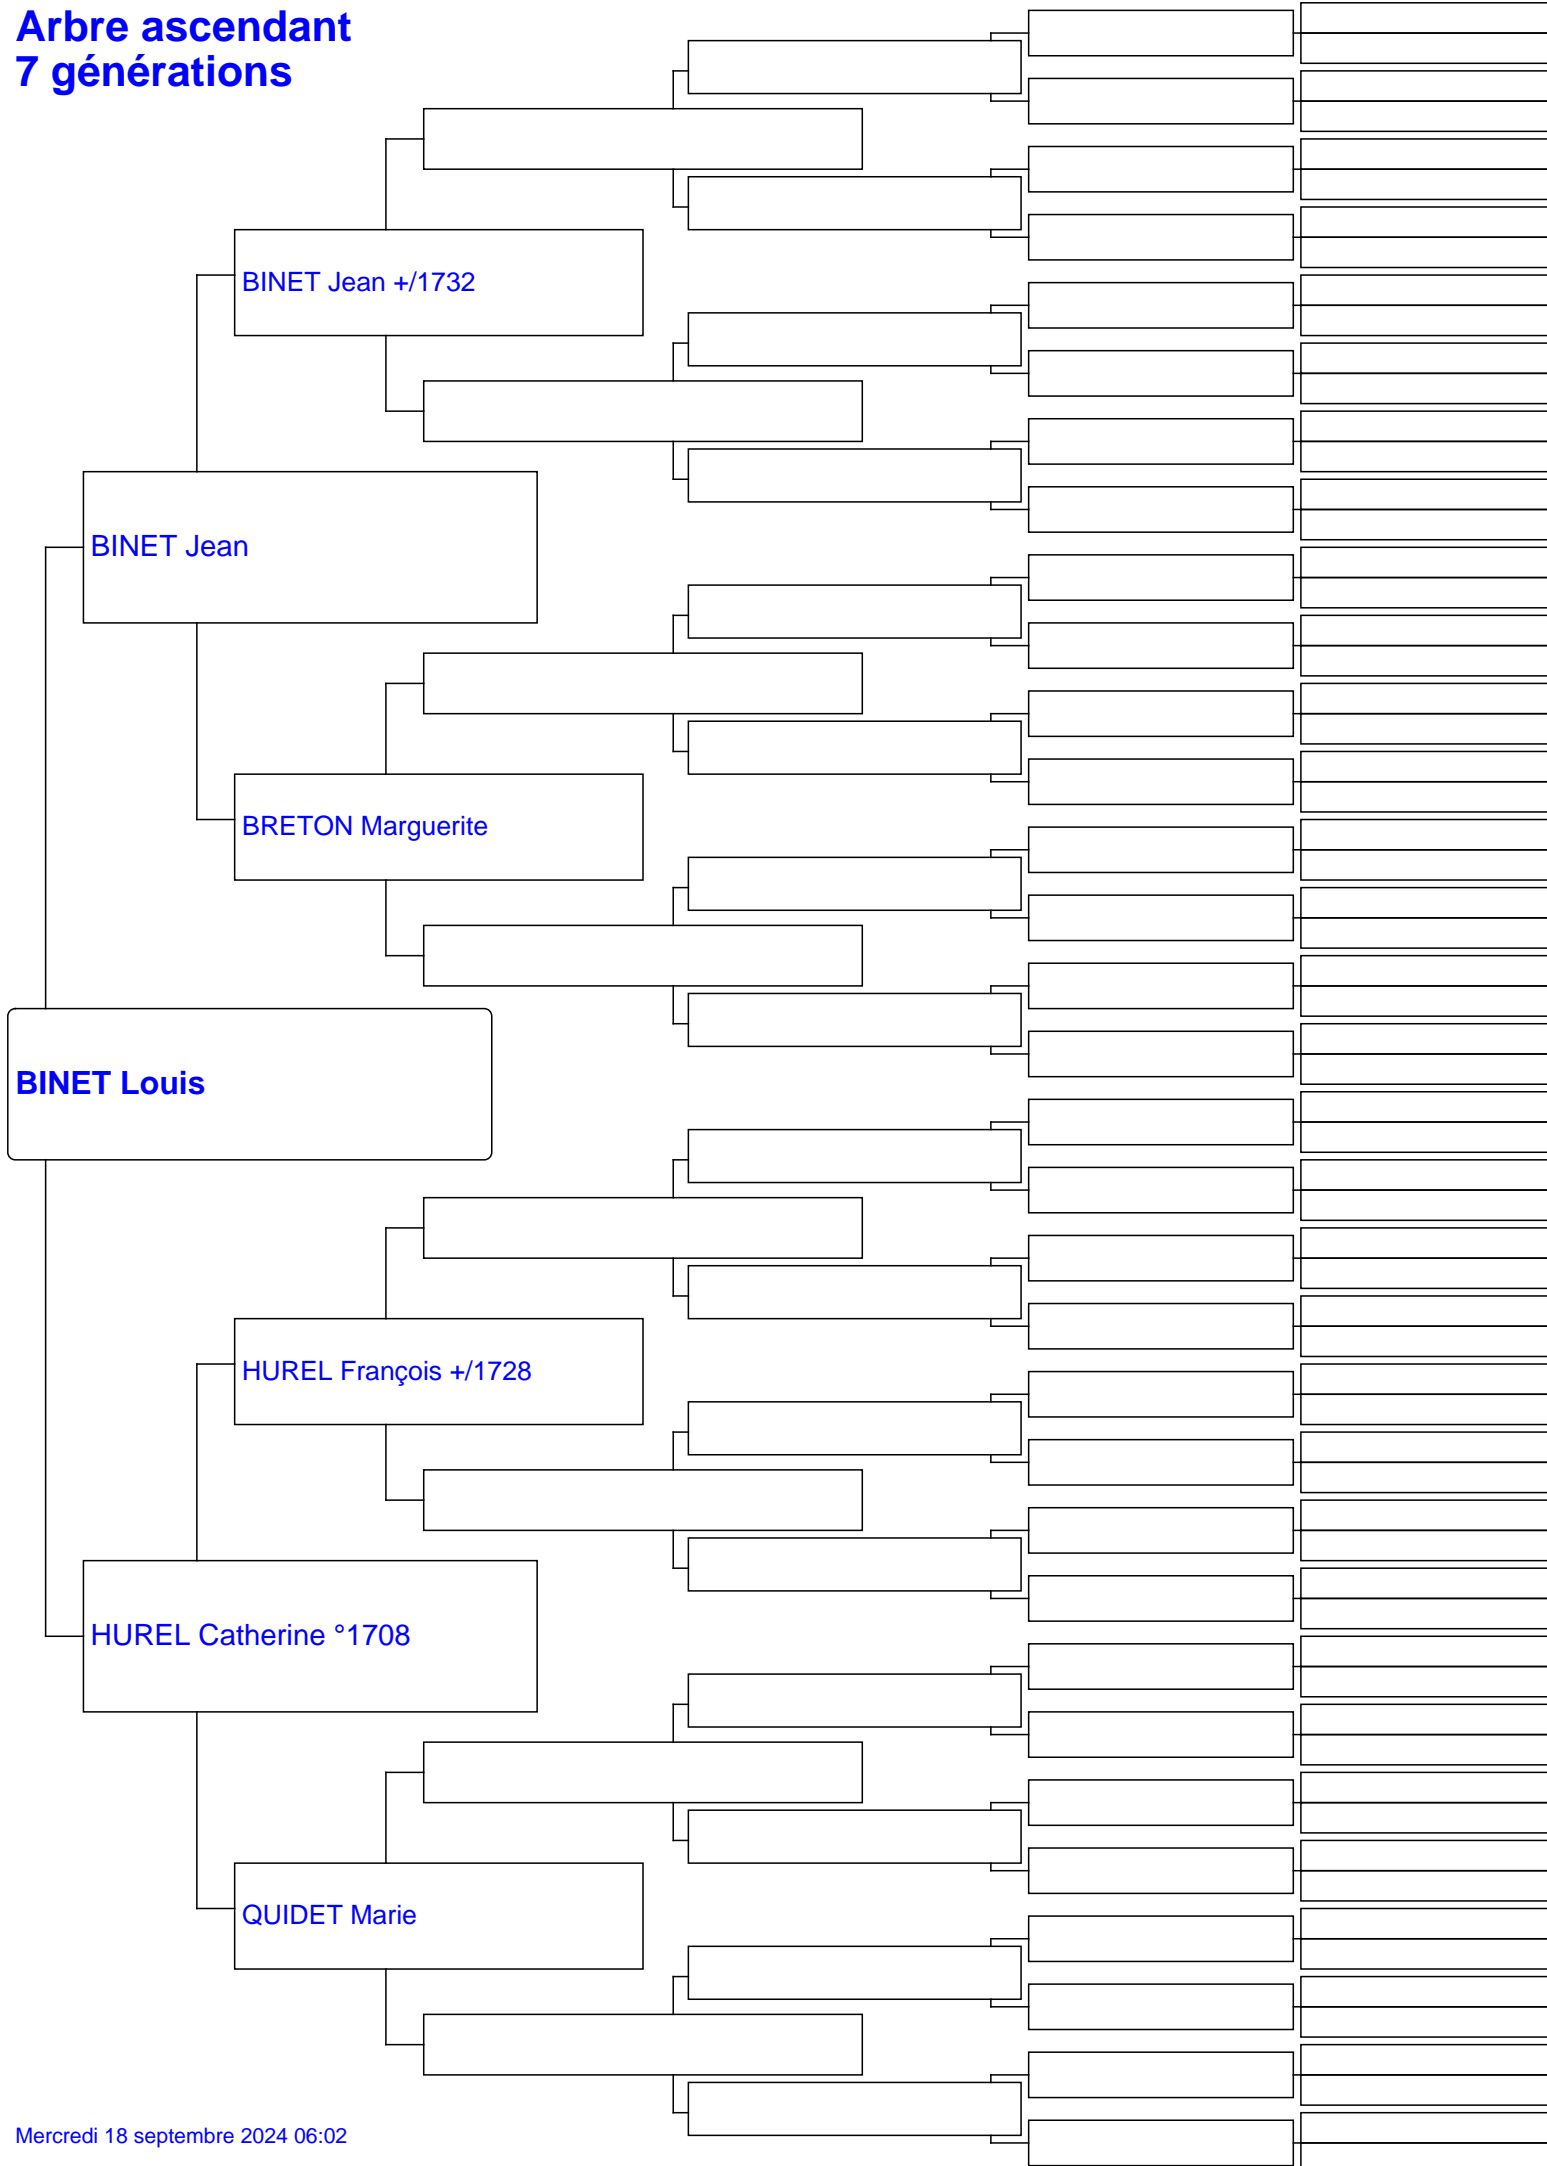 Arbre ascendant
7 générations
BINET Jean +/1732
BINET Jean
BRETON Marguerite
BINET Louis
HUREL François +/1728
HUREL Catherine °1708
QUIDET Marie
Mercredi 18 septembre 2024 06:02